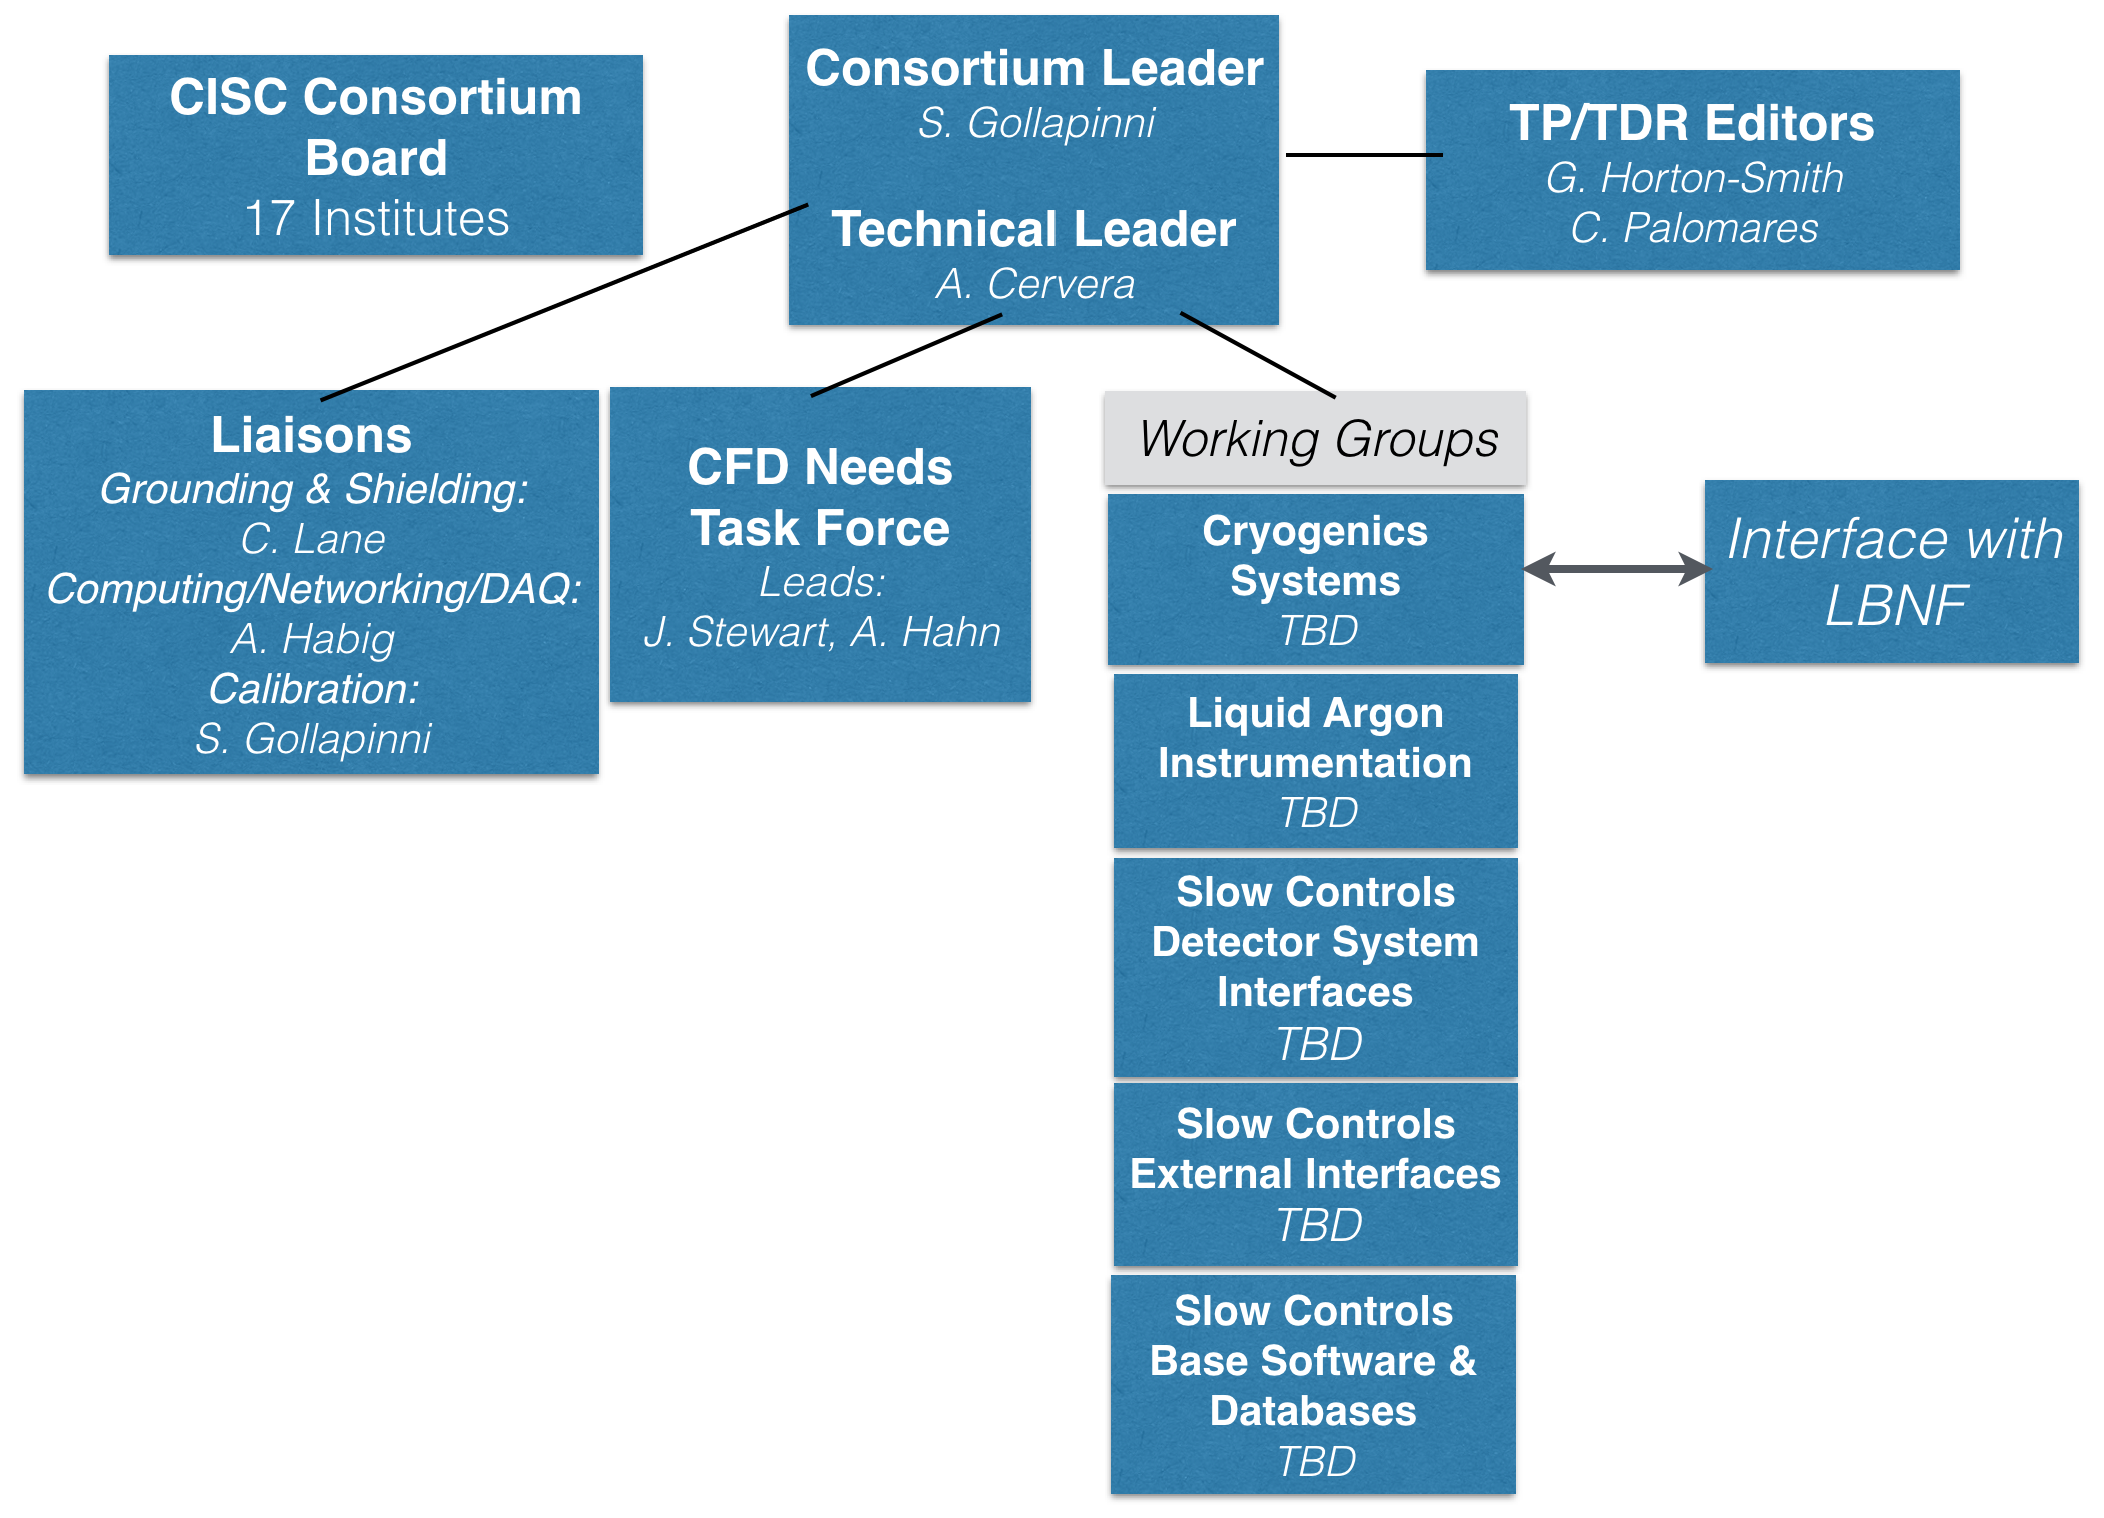 CISC Consortium
Board
17 Institutes
Consortium Leader
S. Gollapinni
Technical Leader
A. Cervera
TP/TDR Editors
G. Horton-Smith
C. Palomares
Liaisons
Grounding & Shielding:
C. Lane
Computing/Networking/DAQ:
A. Habig
Calibration:
S. Gollapinni
CFD Needs
Task Force
Leads:
J. Stewart, A. Hahn
Working Groups
Cryogenics
Systems
TBD
Interface with
LBNF
Liquid Argon
Instrumentation
TBD
Slow Controls
Detector System
Interfaces
TBD
Slow Controls
External Interfaces
TBD
Slow Controls
Base Software &
Databases
TBD